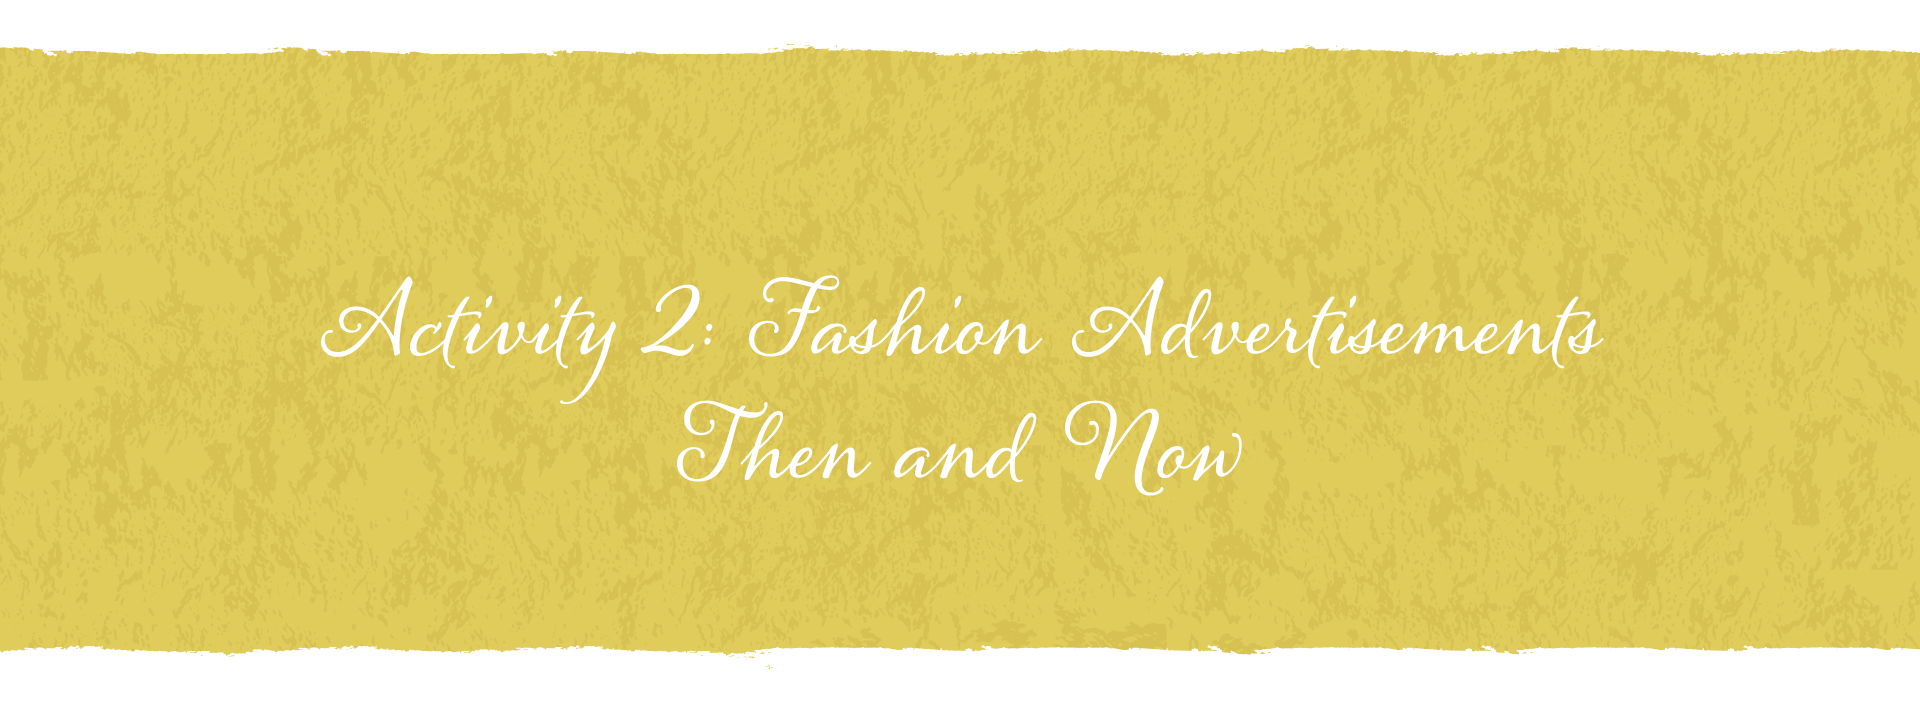 Activity 2: Fashion Advertisements
Then and Now